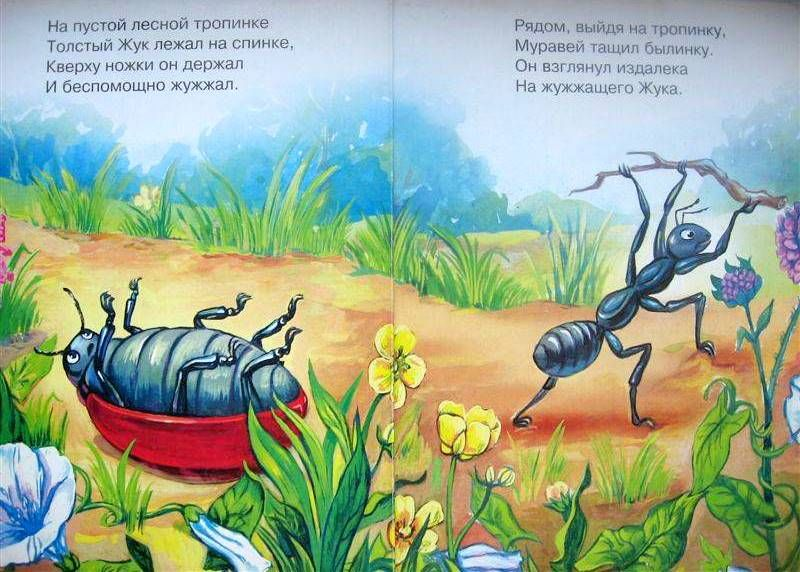 На пустой лесной тропинке
Толстый Жук лежал на спинке,
Кверху ножки он держал
И беспомощно жужжал.
Рядом, выйдя на тропинку,
Муравей тащил былинку.
Он взглянул издалека
На жужжащего Жука.